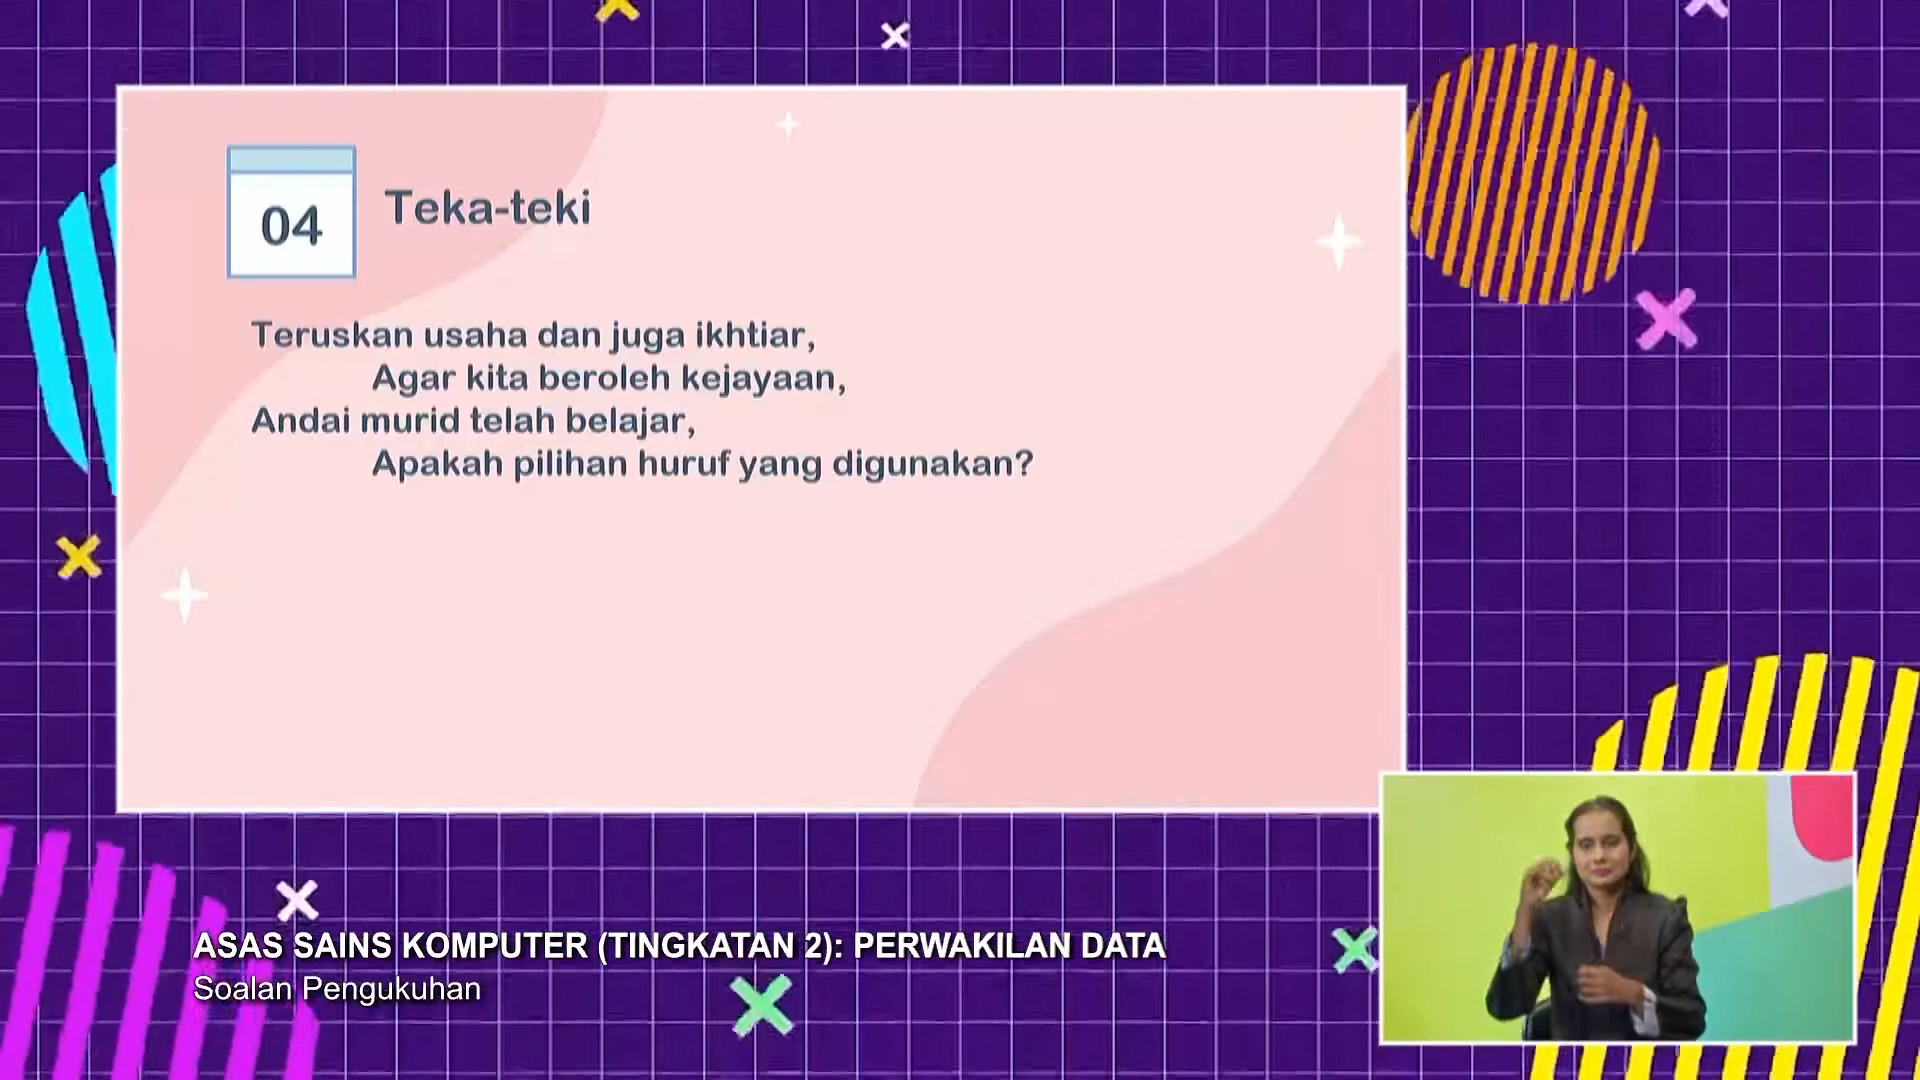 04
Teka-teki
Teruskan usaha dan juga ikhtiar,
Agar kita beroleh kejayaan,
Andai murid telah belajar,
Apakah pilihan huruf yang digunakan?
ASAS SAINS KOMPUTER (TINGKATAN 2): PERWAKILAN DATA
Soalan Pengukuhan